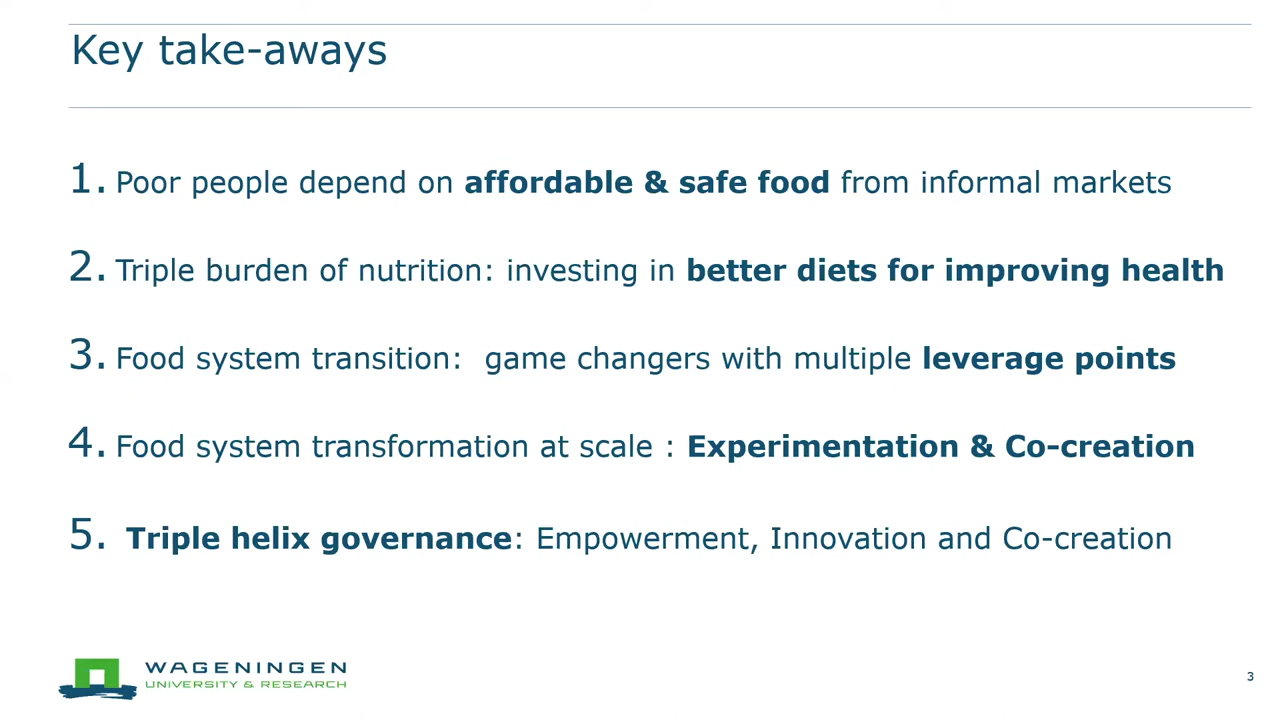 Key take-aways
1. Poor people depend on affordable & safe food from informal markets
2. Triple burden of nutrition: investing in better diets for improving health
3. Food system transition:  game changers with multiple leverage points
4. Food system transformation at scale : Experimentation & Co-creation
5. Triple helix governance: Empowerment, Innovation and Co-creation
WAGENINGEN
UNIVERSITY & RESEARCH
3